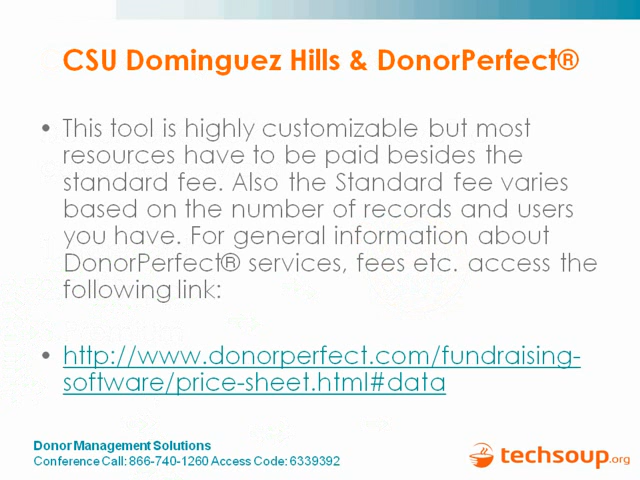 CSU Dominguez Hills & DonorPerfect®
• This tool is highly customizable but most
resources have to be paid besides the
standard fee. Also the Standard fee varies
based on the number of records and users
you have. For general information about
DonorPerfect® services, fees etc. access the
following link:
• http://www.donorperfect.com/fundraising-
software/price-sheet.html#data
Donor Management Solutions
Conference Call: 866-740-1260 Access Code: 6339392
techsoup.org